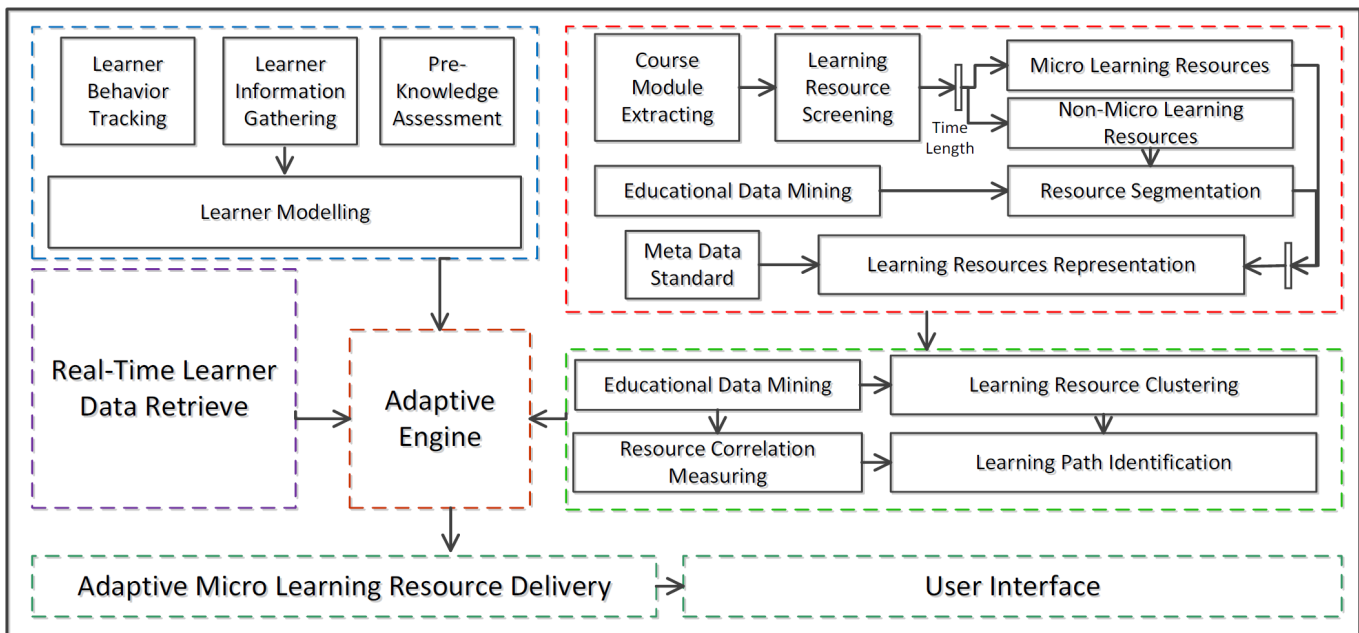 Learner
Behavior
Tracking
Learner
Information
Gathering
Pre-
Knowledge
Assessment
Learner Modelling
Course
Module
Extracting
Learning
Resource
Screening
Time
Length
Micro Learning Resources
Non-Micro Learning
Resources
Educational Data Mining
Resource Segmentation
Meta Data
Standard
Learning Resources Representation
Real-Time Learner
Data Retrieve
Adaptive
Engine
Educational Data Mining
Learning Resource Clustering
Resource Correlation
Measuring
Learning Path Identification
Adaptive Micro Learning Resource Delivery
User Interface